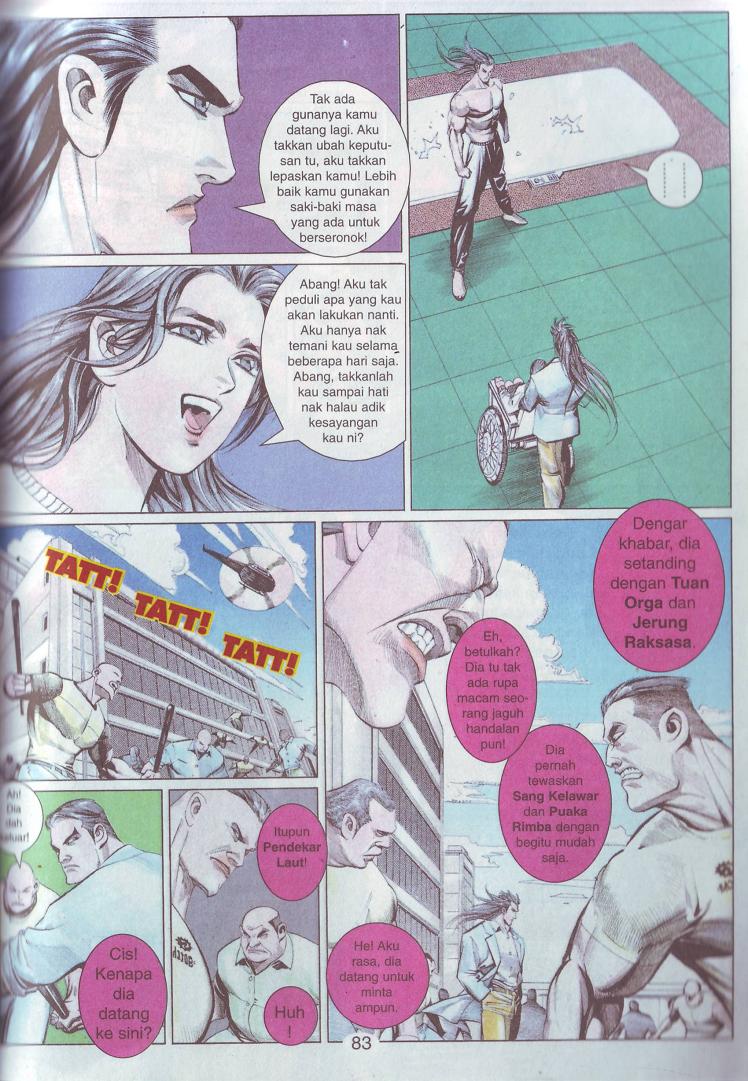 Tak ada
gunanya kamu
datang lagi. Aku
takkan ubah keputu-
san tu, aku takkan
lepaskan kamu! Lebih
baik kamu gunakan
saki-baki masa
yang ada untuk
berseronok!
Abang! Aku tak
peduli apa yang kau
akan lakukan nanti.
Aku hanya nak
temani kau selama
beberapa hari saja.
Abang, takkanlah
kau sampai hati
nak halau adik
kesayangan
kau ni?
TATT!
TATT!
TATT!
Dengar
khabar, dia
setanding
dengan Tuan
Orga dan
Jerung
Raksasa.
Eh,
betulkah?
Dia tu tak
ada rupa
macam seo-
rang jaguh
handalan
pun!
Dia
pernah
tewaskan
Sang Kelawar
dan Puaka
Rimba dengan
begitu mudah
saja.
He! Aku
rasa, dia
datang untuk
minta
ampun.
Ah!
Dia
dah
keluar!
Cis!
Kenapa
dia
datang
ke sini?
Itupun
Pendekar
Laut!
Huh
!
83